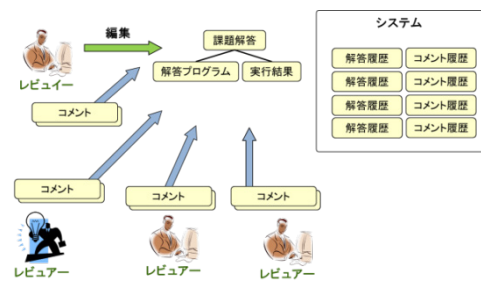 編集
課題解答
解答プログラム
実行結果
レビュイー
コメント
コメント
コメント
コメント
レビュアー
レビュアー
レビュアー
システム
解答履歴 コメント履歴
解答履歴 コメント履歴
解答履歴 コメント履歴
解答履歴 コメント履歴